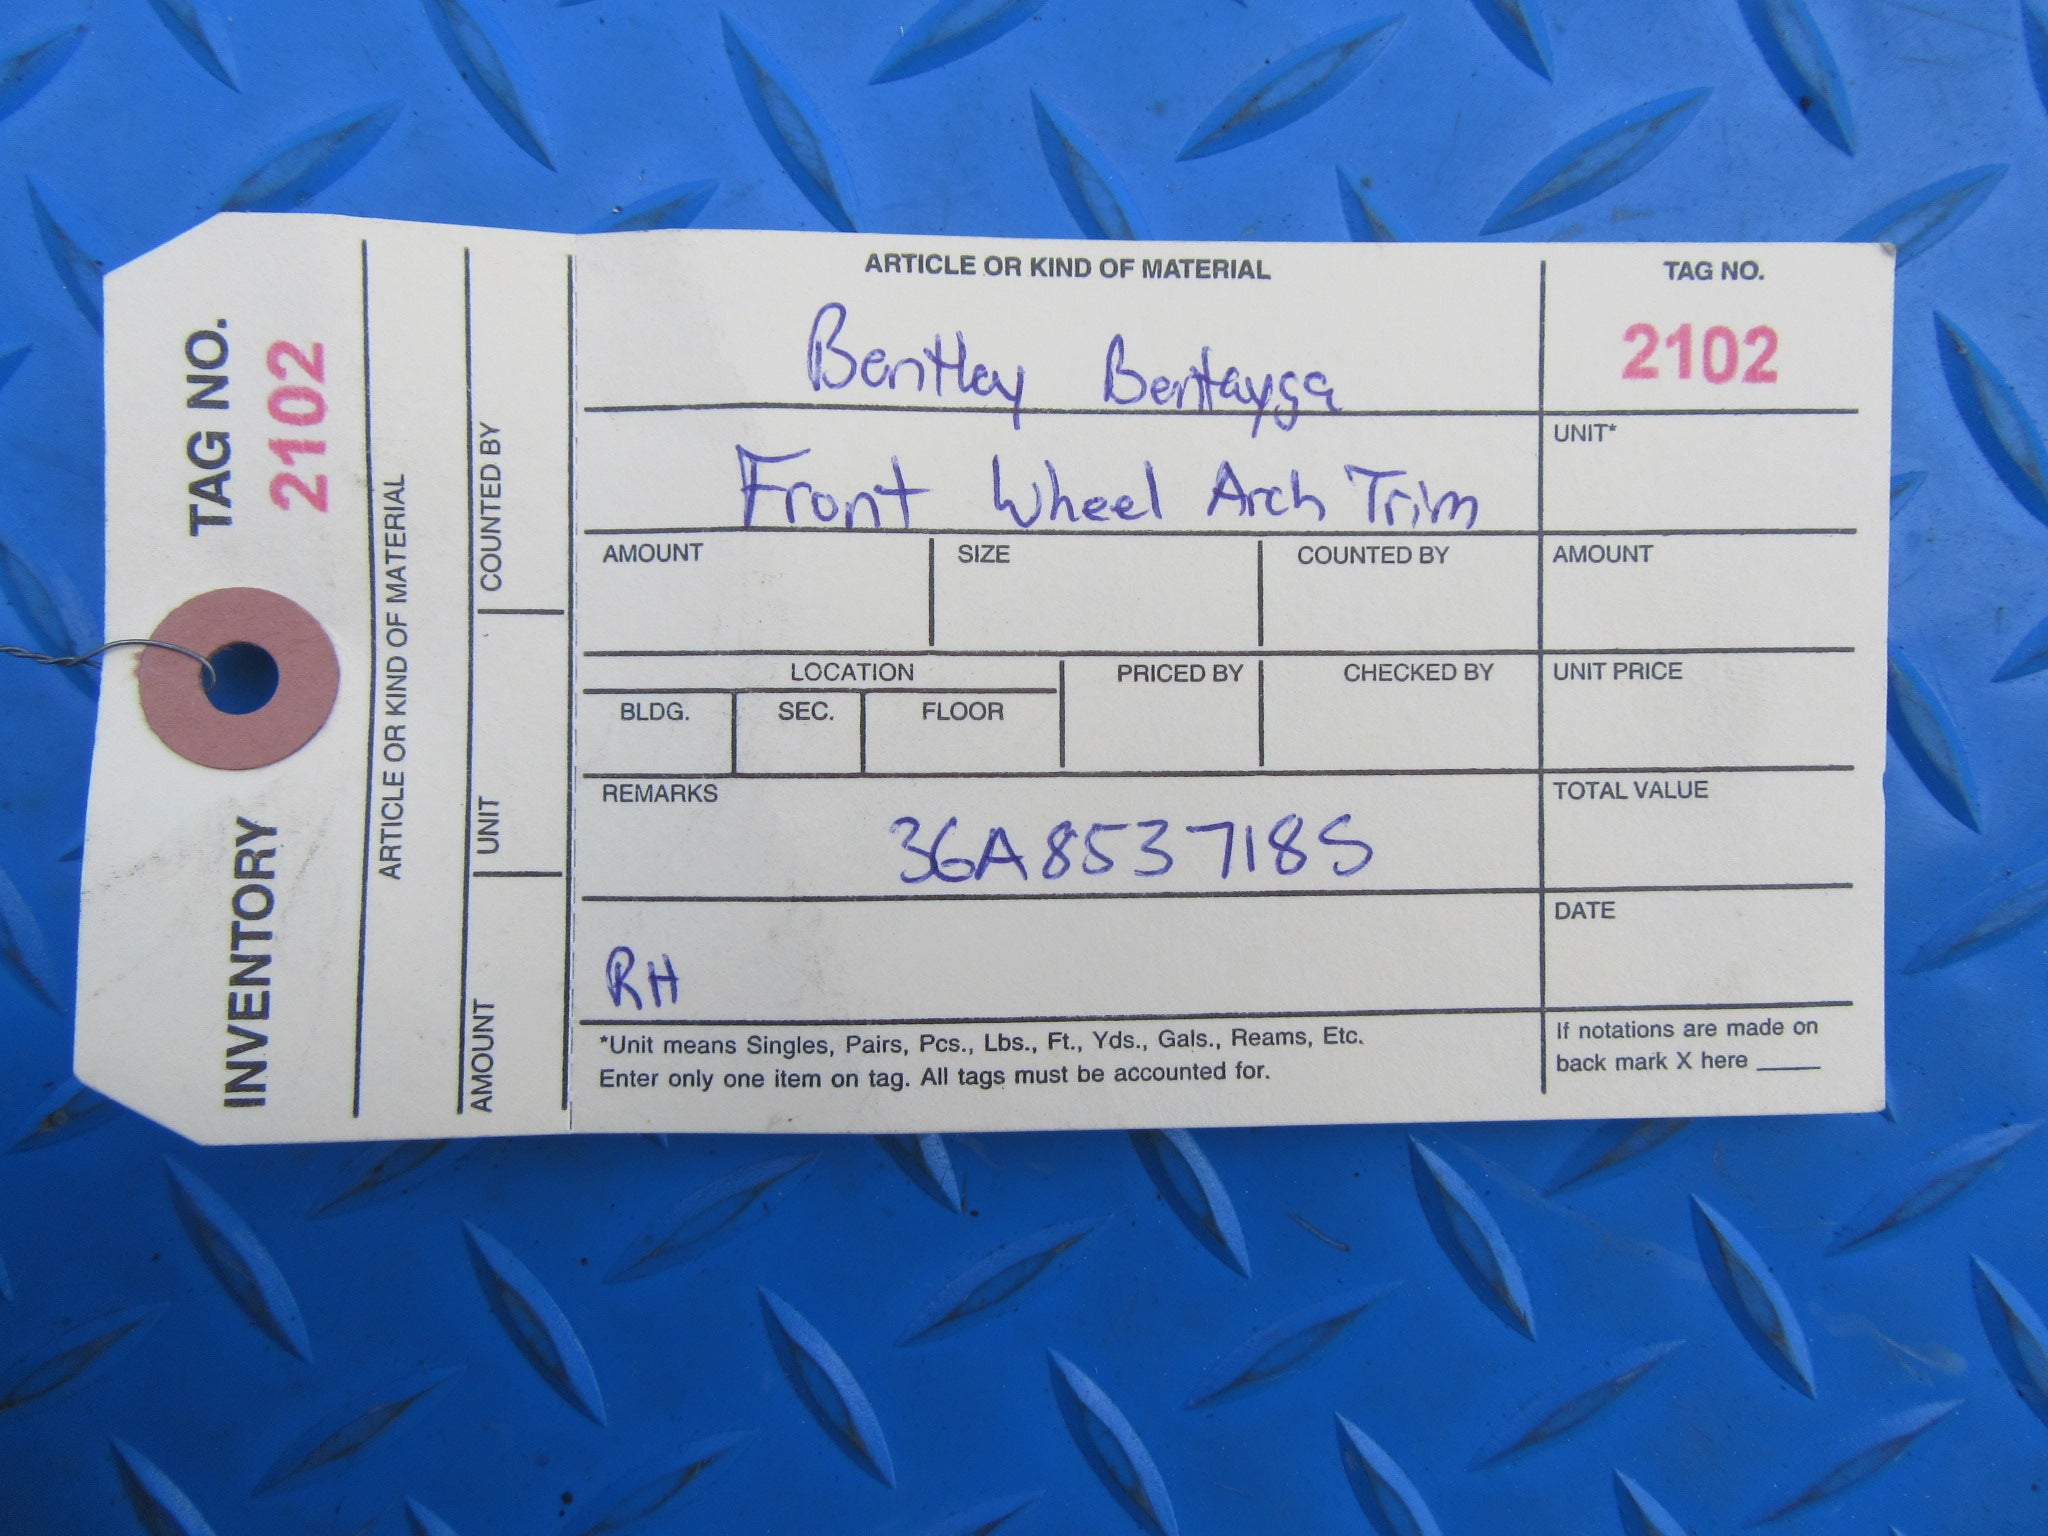 TAG NO.
2102
INVENTORY
ARTICLE OR KIND OF MATERIAL
COUNTED BY
UNIT
AMOUNT
ARTICLE OR KIND OF MATERIAL
TAG NO.
Bentley Bentayga
2102
Front Wheel Arch Trim
UNIT*
AMOUNT
SIZE
COUNTED BY
AMOUNT
LOCATION
PRICED BY
CHECKED BY
UNIT PRICE
BLDG.
SEC.
FLOOR
REMARKS
TOTAL VALUE
36A853718S
DATE
RH
*Unit means Singles, Pairs, Pcs., Lbs., Ft., Yds., Gals., Reams, Etc.
Enter only one item on tag. All tags must be accounted for.
If notations are made on
back mark X here _____